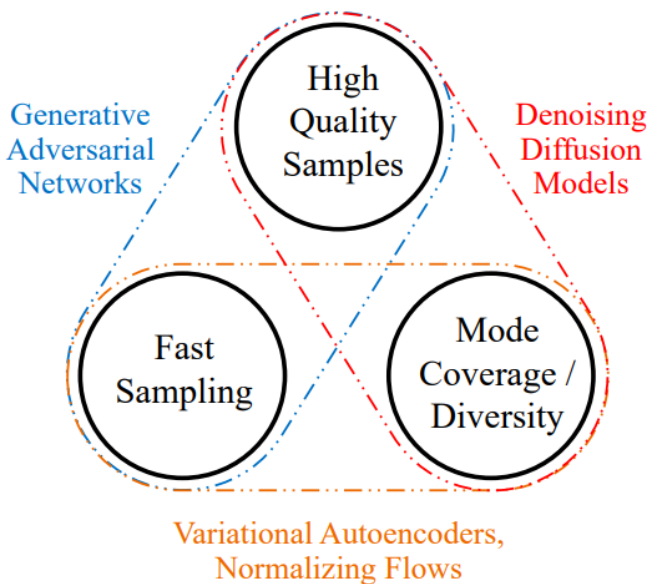 High
Quality
Samples
Generative
Adversarial
Networks
Denoising
Diffusion
Models
Fast
Sampling
Mode
Coverage /
Diversity
Variational Autoencoders,
Normalizing Flows